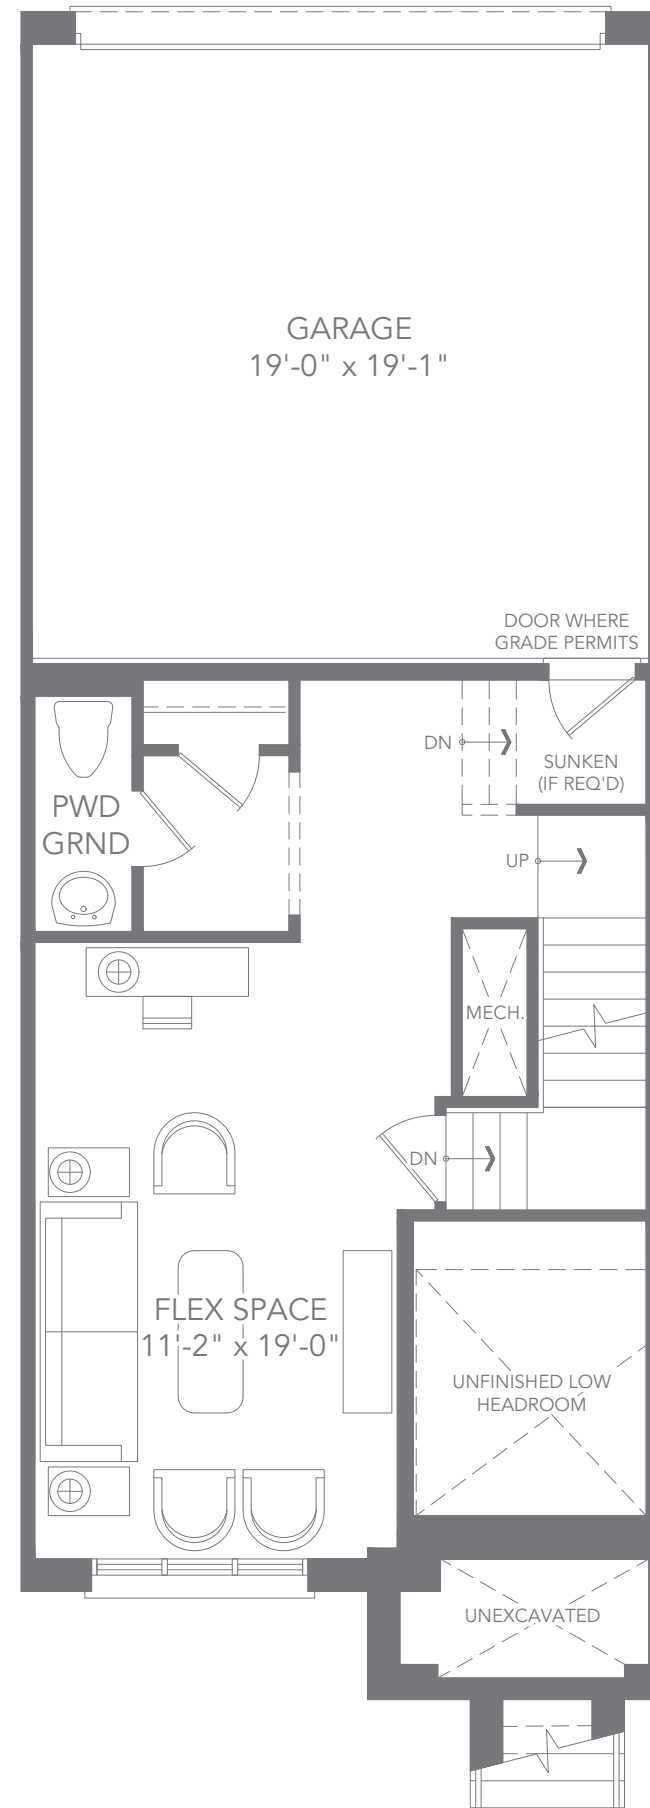 GARAGE
19'-0" x 19'-1"
DOOR WHERE
GRADE PERMITS
DN
SUNKEN
(IF REQ'D)
PWD
GRND
UP
MECH.
DN
FLEX SPACE
11'-2" x 19'-0"
UNFINISHED LOW
HEADROOM
UNEXCAVATED